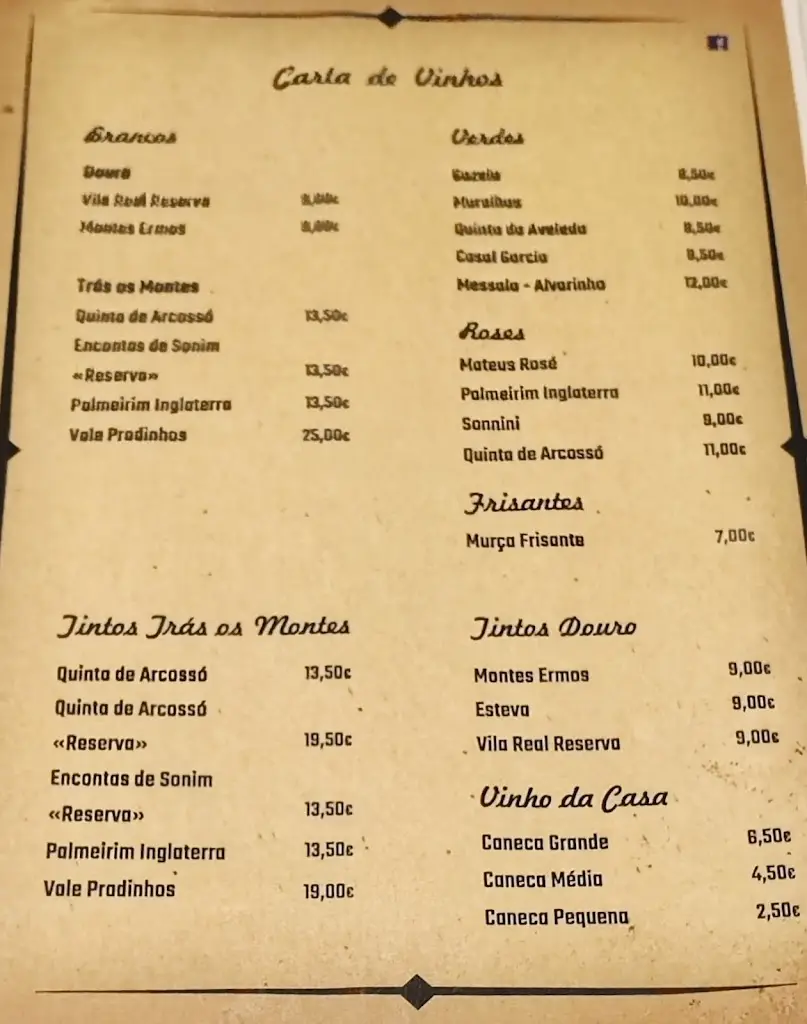 Carta de Vinhos
Brancos
Douro
Vila Real Reserva
Montes Ermos
Trás os Montes
Quinta de Arcossó 13,50€
Encontas de Sonim
«Reserva» 13,50€
Palmeirim Inglaterra 13,50€
Vale Pradinhos 25,00€
Verdes
Gazela 8,50€
Muralhas 10,00€
Quinta da Aveleda 8,50€
Casal Garcia 8,50€
Messala - Alvarinho 12,00€
Roses
Mateus Rosé 10,00€
Palmeirim Inglaterra 11,00€
Sonnini 9,00€
Quinta de Arcossó 11,00€
Frisantes
Murça Frisante 7,00€
Tintos Trás os Montes
Quinta de Arcossó 13,50€
Quinta de Arcossó
«Reserva» 19,50€
Encontas de Sonim
«Reserva» 13,50€
Palmeirim Inglaterra 13,50€
Vale Pradinhos 19,00€
Tintos Douro
Montes Ermos 9,00€
Esteva 9,00€
Vila Real Reserva 9,00€
Vinho da Casa
Caneca Grande 6,50€
Caneca Média 4,50€
Caneca Pequena 2,50€